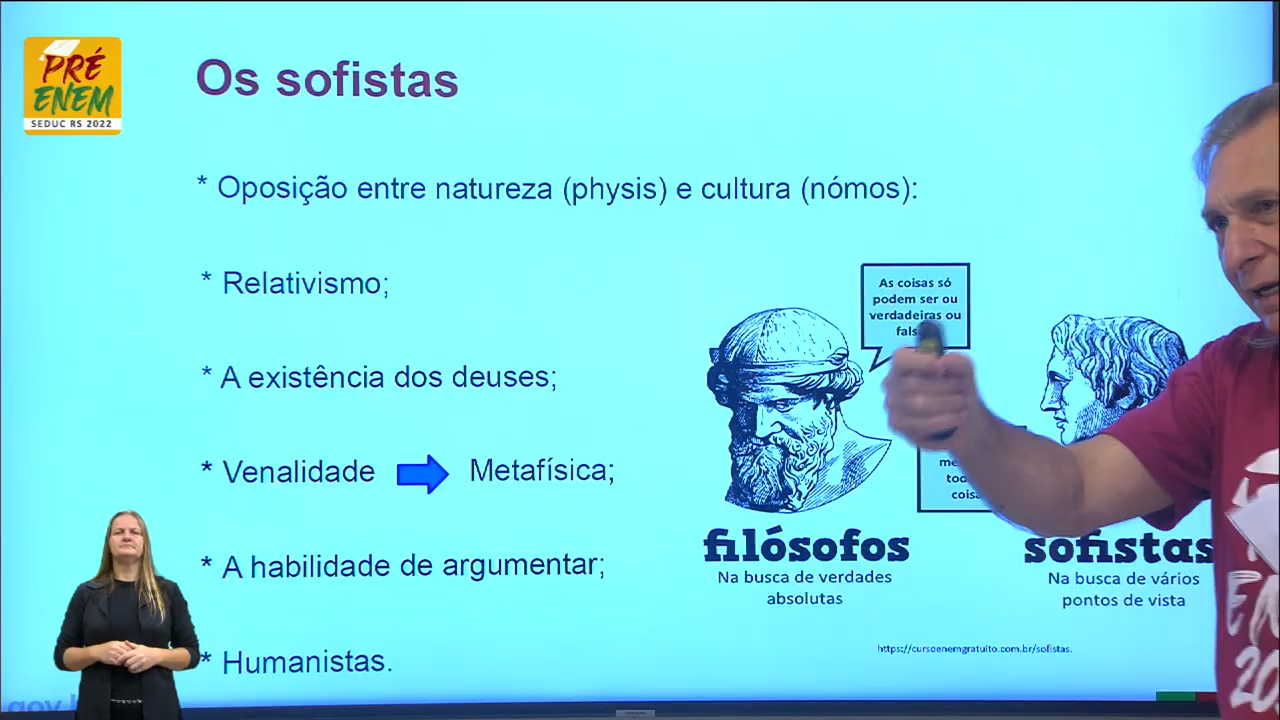 PRÉ
ENEM
SEDUC RS 2022
Os sofistas
* Oposição entre natureza (physis) e cultura (nómos):
* Relativismo;
* A existência dos deuses;
* Venalidade Metafísica;
* A habilidade de argumentar;
* Humanistas.
As coisas só
podem ser ou
verdadeiras ou
filósofos
Na busca de verdades
absolutas
sofistas
Na busca de vários
pontos de vista
https://cursoenemgratuito.com.br/sofistas.